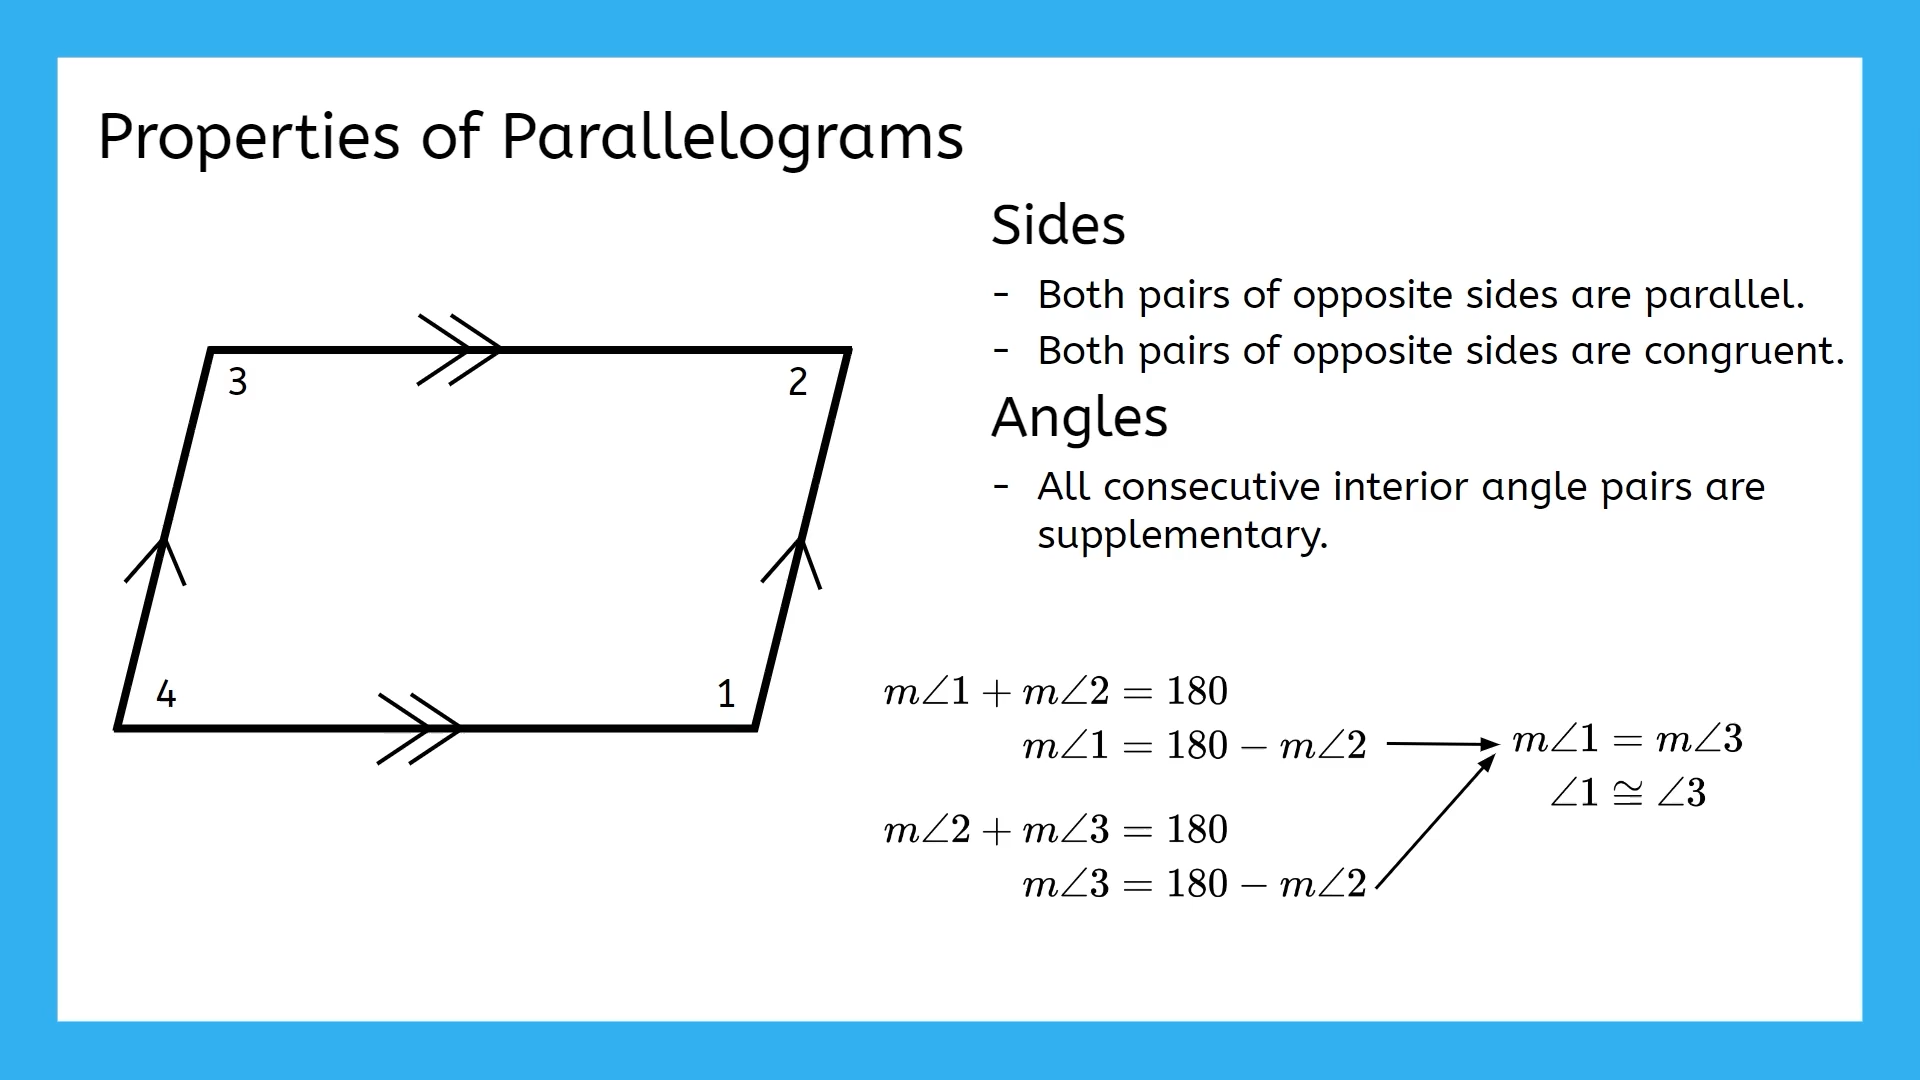 Properties of Parallelograms
Sides
- Both pairs of opposite sides are parallel.
- Both pairs of opposite sides are congruent.
Angles
- All consecutive interior angle pairs are
supplementary.
3
2
4
1
m∠1 + m∠2 = 180
m∠1 = 180 − m∠2
m∠2 + m∠3 = 180
m∠3 = 180 − m∠2
m∠1 = m∠3
∠1 ≅ ∠3